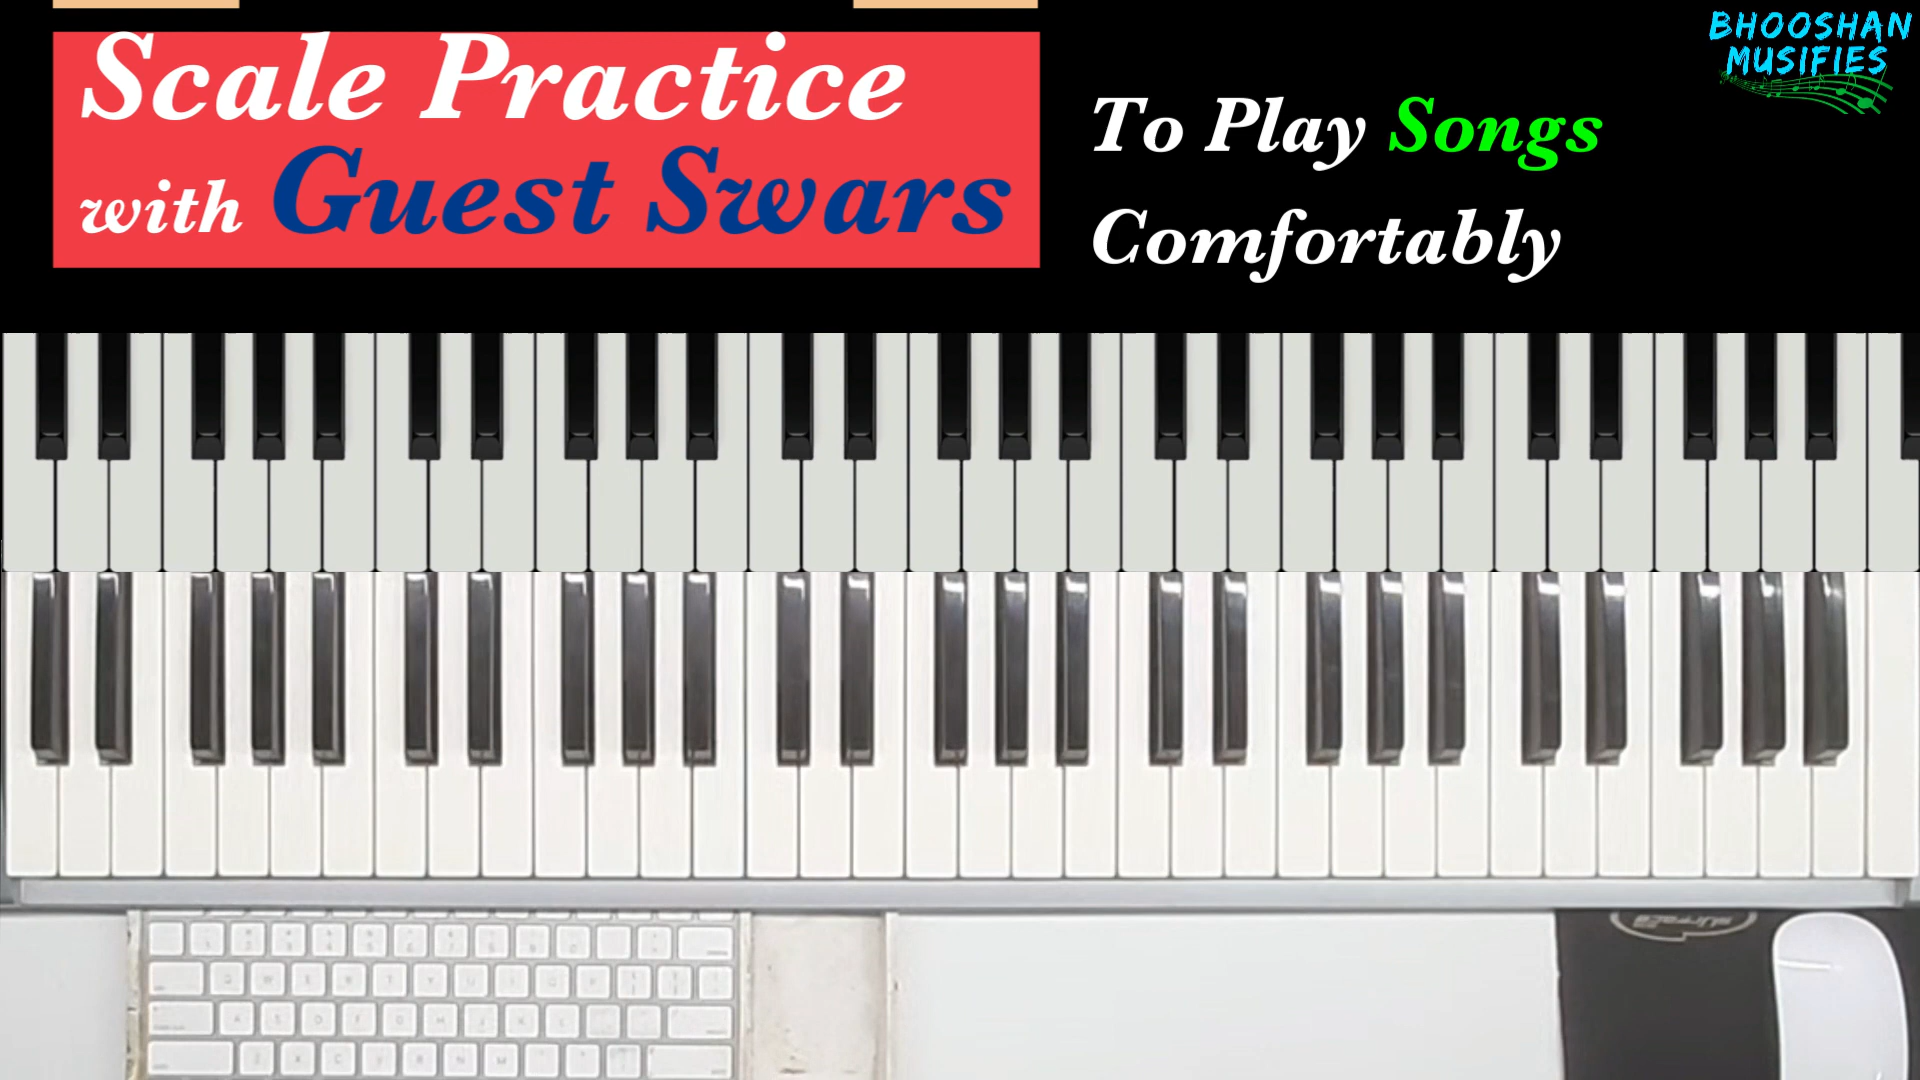 Scale Practice
with Guest Swars
To Play Songs
Comfortably
BHOOSHAN
MUSIFIES